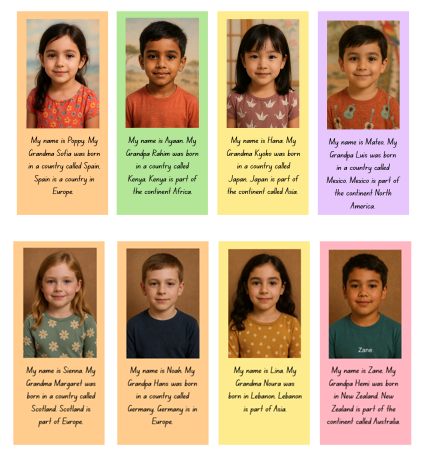 My name is Poppy. My
Grandma Sofia was born
in a country called Spain.
Spain is a country in
Europe.
My name is Ayaan. My
Grandpa Rahim was born
in a country called
Kenya. Kenya is part of
the continent Africa.
My name is Hana. My
Grandma Kyoko was born
in a country called
Japan. Japan is part of
the continent called Asia.
My name is Mateo. My
Grandpa Luis was born
in a country called
Mexico. Mexico is part of
the continent North
America.
My name is Sienna. My
Grandma Margaret was
born in a country called
Scotland. Scotland is
part of Europe.
My name is Noah. My
Grandpa Hans was born
in a country called
Germany. Germany is in
Europe.
My name is Lina. My
Grandma Noura was
born in Lebanon. Lebanon
is part of Asia.
Zane
My name is Zane. My
Grandpa Hemi was born
in New Zealand. New
Zealand is part of the
continent called Australia.